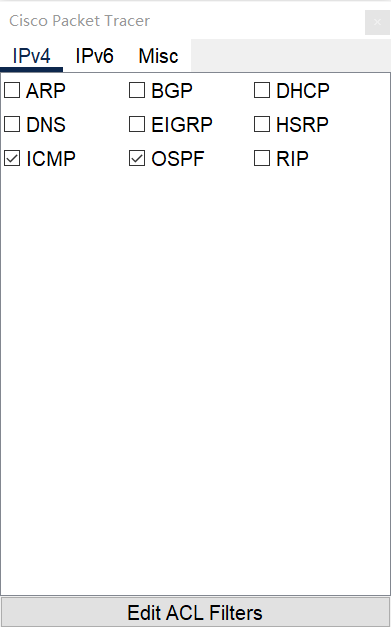 Cisco Packet Tracer
IPv4 IPv6 Misc
ARP BGP DHCP
DNS EIGRP HSRP
ICMP OSPF RIP
Edit ACL Filters